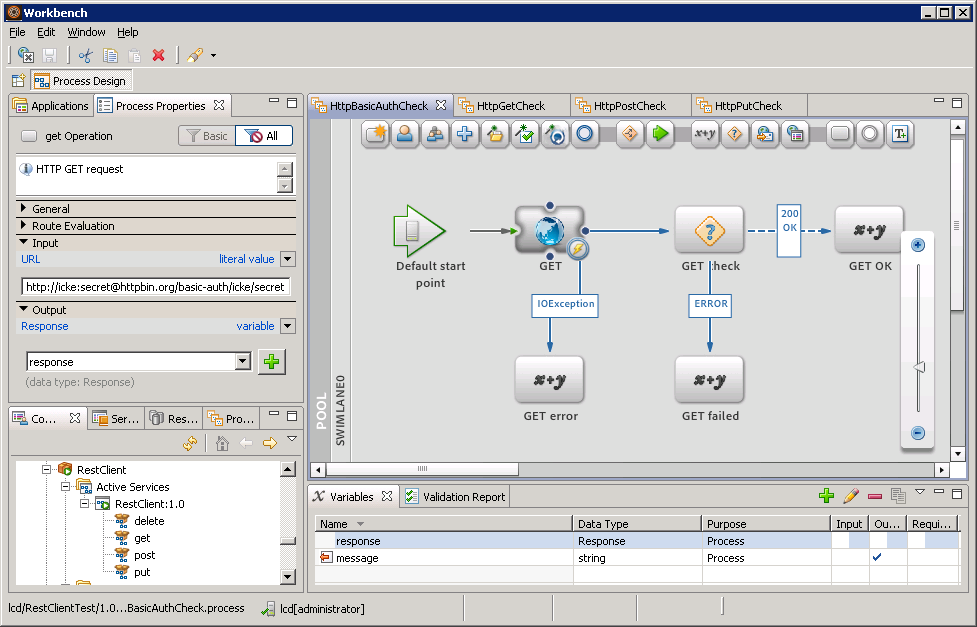 Workbench
File Edit Window Help
Process Design
Applications Process Properties
get Operation Basic All
HTTP GET request
General
Route Evaluation
Input
URL literal value
http://icke:secret@httpbin.org/basic-auth/icke/secret
Output
Response variable
response
(data type: Response)
Co... Ser... Res... Pro...
RestClient
Active Services
RestClient:1.0
delete
get
post
put
HttpBasicAuthCheck HttpGetCheck HttpPostCheck HttpPutCheck
x+y
T+
POOL
SWIMLANE0
Default start
point
GET
GET check
200
OK
x+y
GET OK
IOException
ERROR
x+y
x+y
GET error
GET failed
Variables Validation Report
Name Data Type Purpose Input Ou... Requi...
response Response Process
message string Process
lcd/RestClientTest/1.0...BasicAuthCheck.process lcd[administrator]